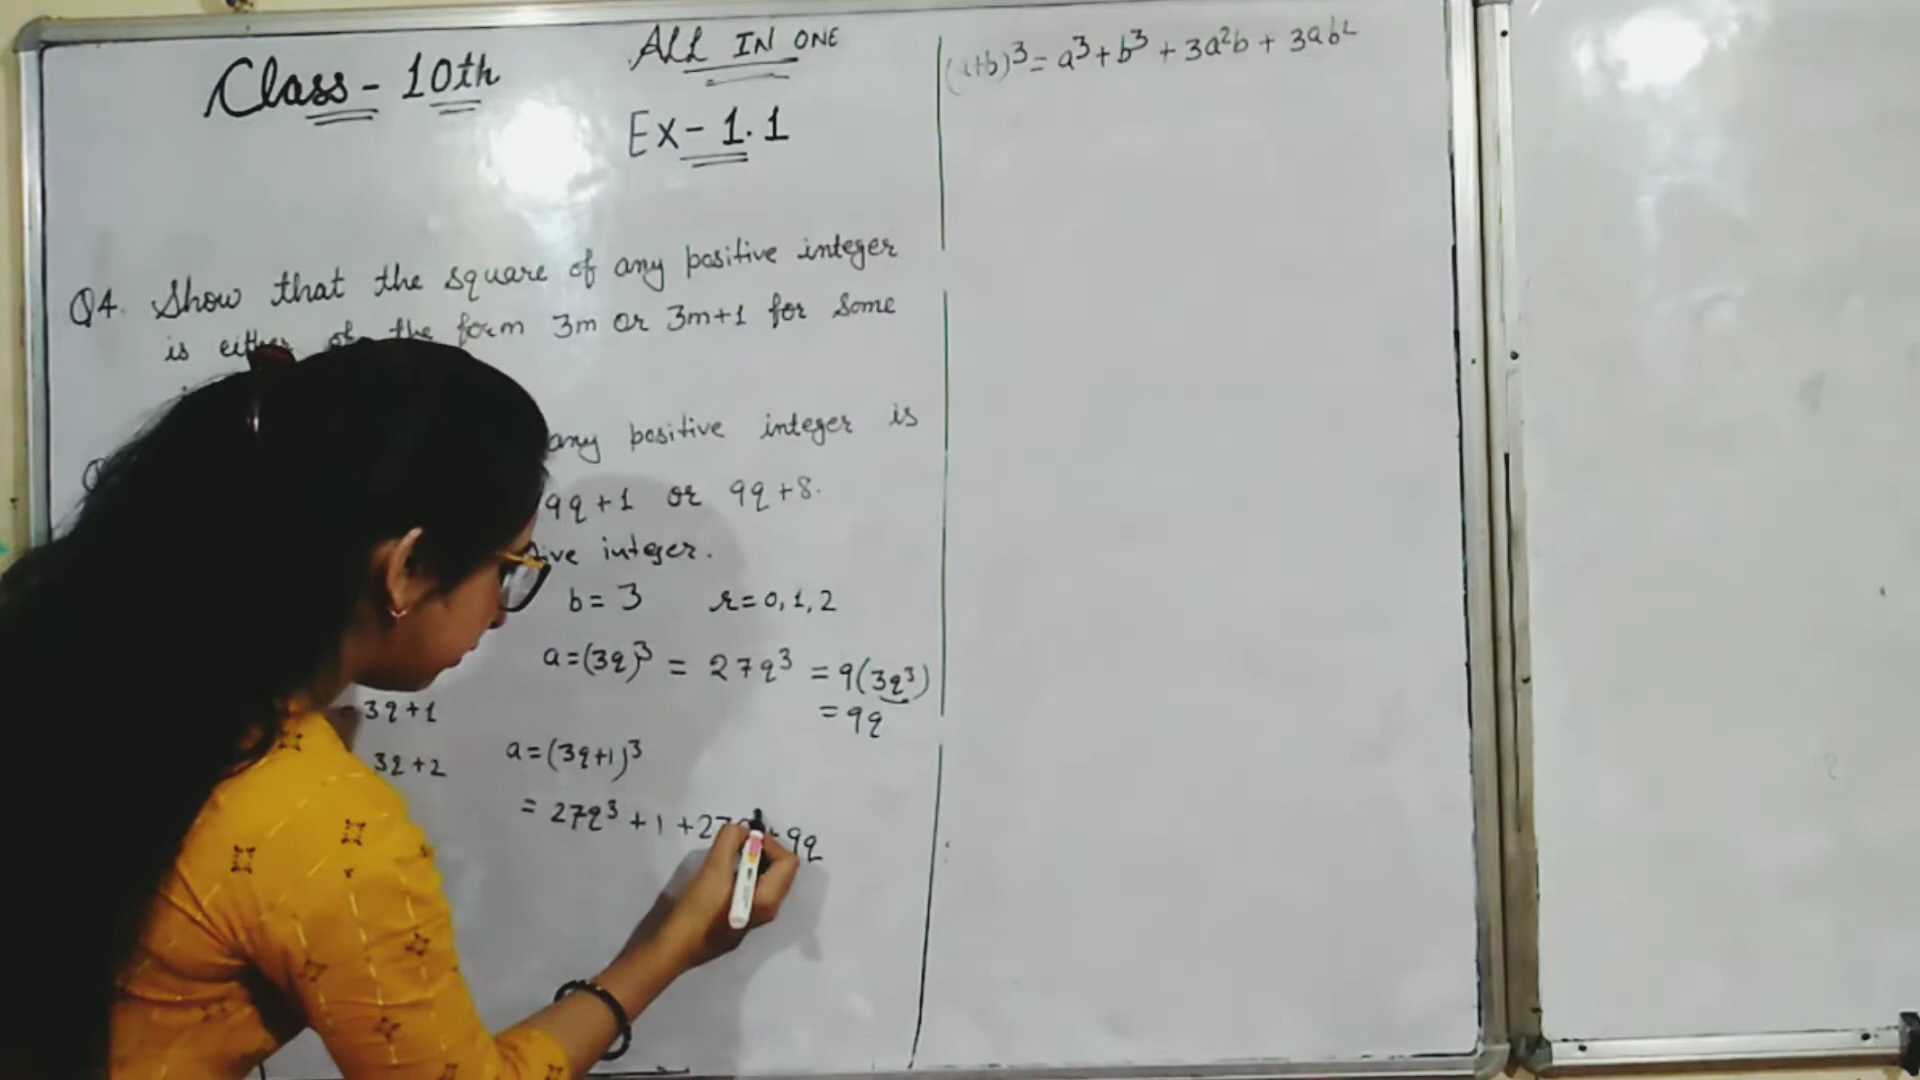 Class - 10th
ALL IN ONE
Ex - 1.1
Q4. Show that the square of any positive integer
is either of the form 3m or 3m+1 for some
any positive integer is
9q + 1 or 9q + 8.
integer.
b = 3 r = 0, 1, 2
a = (3q)³ = 27q³ = 9(3q³)
= 9q
= 3q + 1
3q + 2
a = (3q+1)³
= 27q³ + 1 + 27 + 9q
+b)³ = a³ + b³ + 3a²b + 3ab²